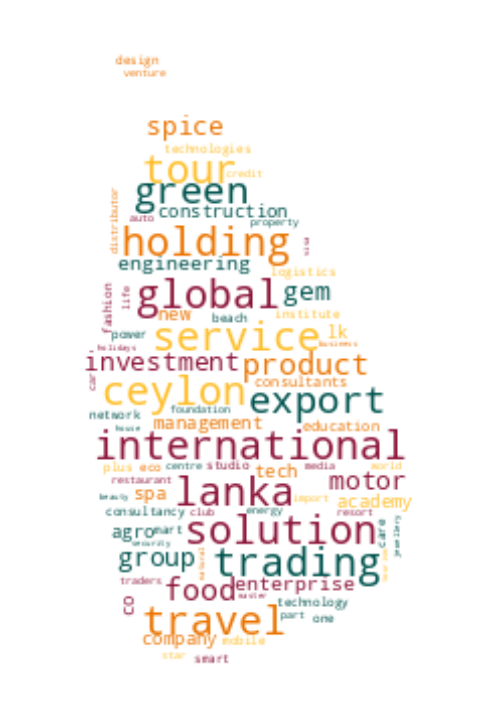 design
venture
spice
technologies
tour
credit
green
distributor
construction
auto
property
holding
engineering
logistics
global
gem
fashion
life
new
beach
institute
power
service
lk
holidays
business
investment
product
car
consultants
ceylon
export
network
foundation
house
management
education
international
plus
eco
centre
studio
tech
media
world
restaurant
lanka
motor
beauty
spa
import
academy
consultancy
club
energy
resort
agro
mart
solution
care
jewellery
security
group
natural
trading
traders
food
enterprise
master
co
technology
travel
part
one
company
mobile
star
smart